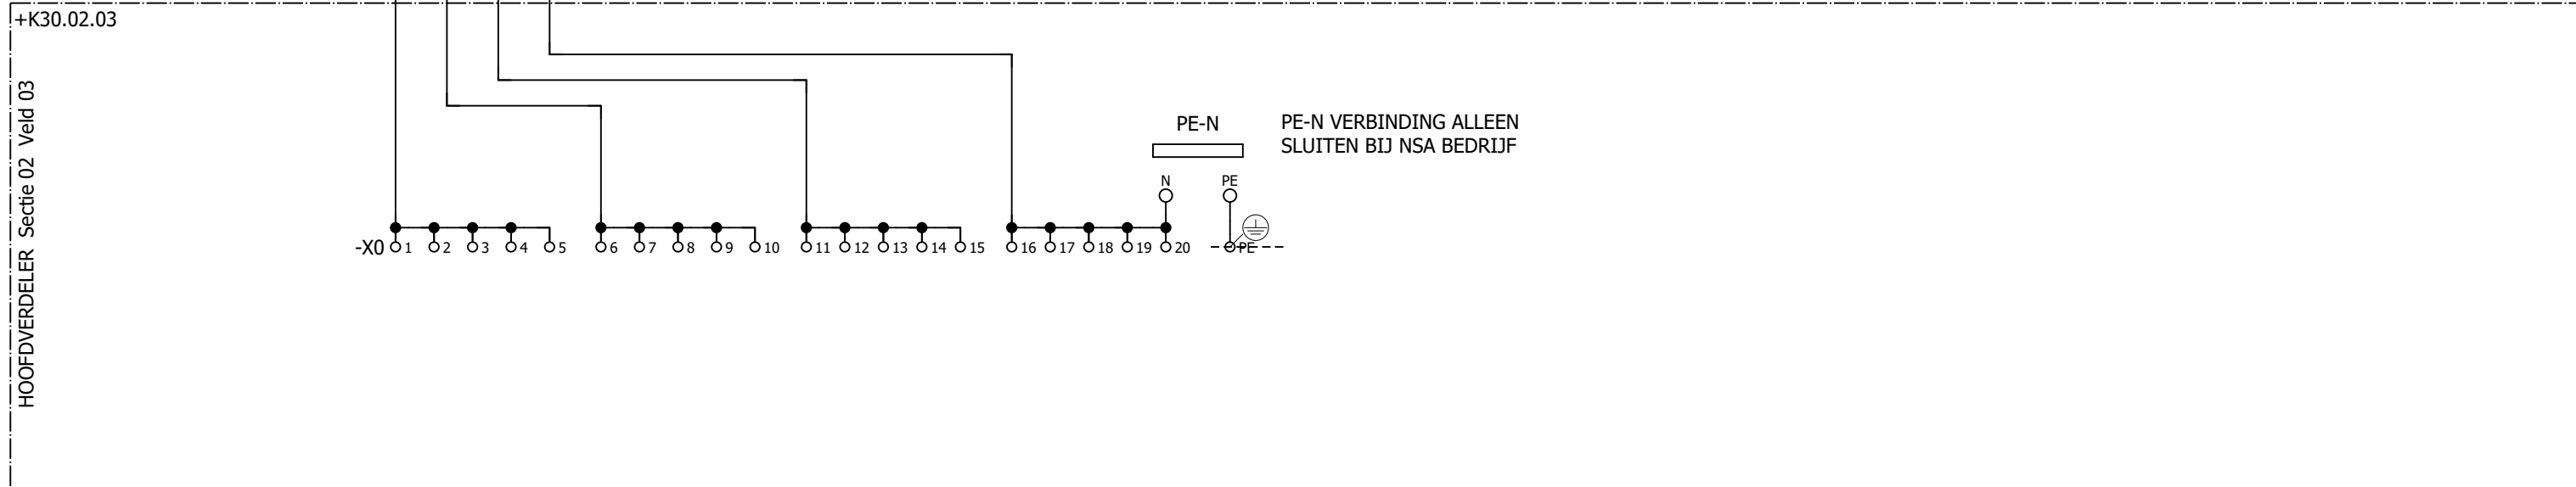 +K30.02.03
HOOFDVERDELER Sectie 02 Veld 03
PE-N
PE-N VERBINDING ALLEEN
SLUITEN BIJ NSA BEDRIJF
N PE
-X0 1 2 3 4 5 6 7 8 9 10 11 12 13 14 15 16 17 18 19 20 PE